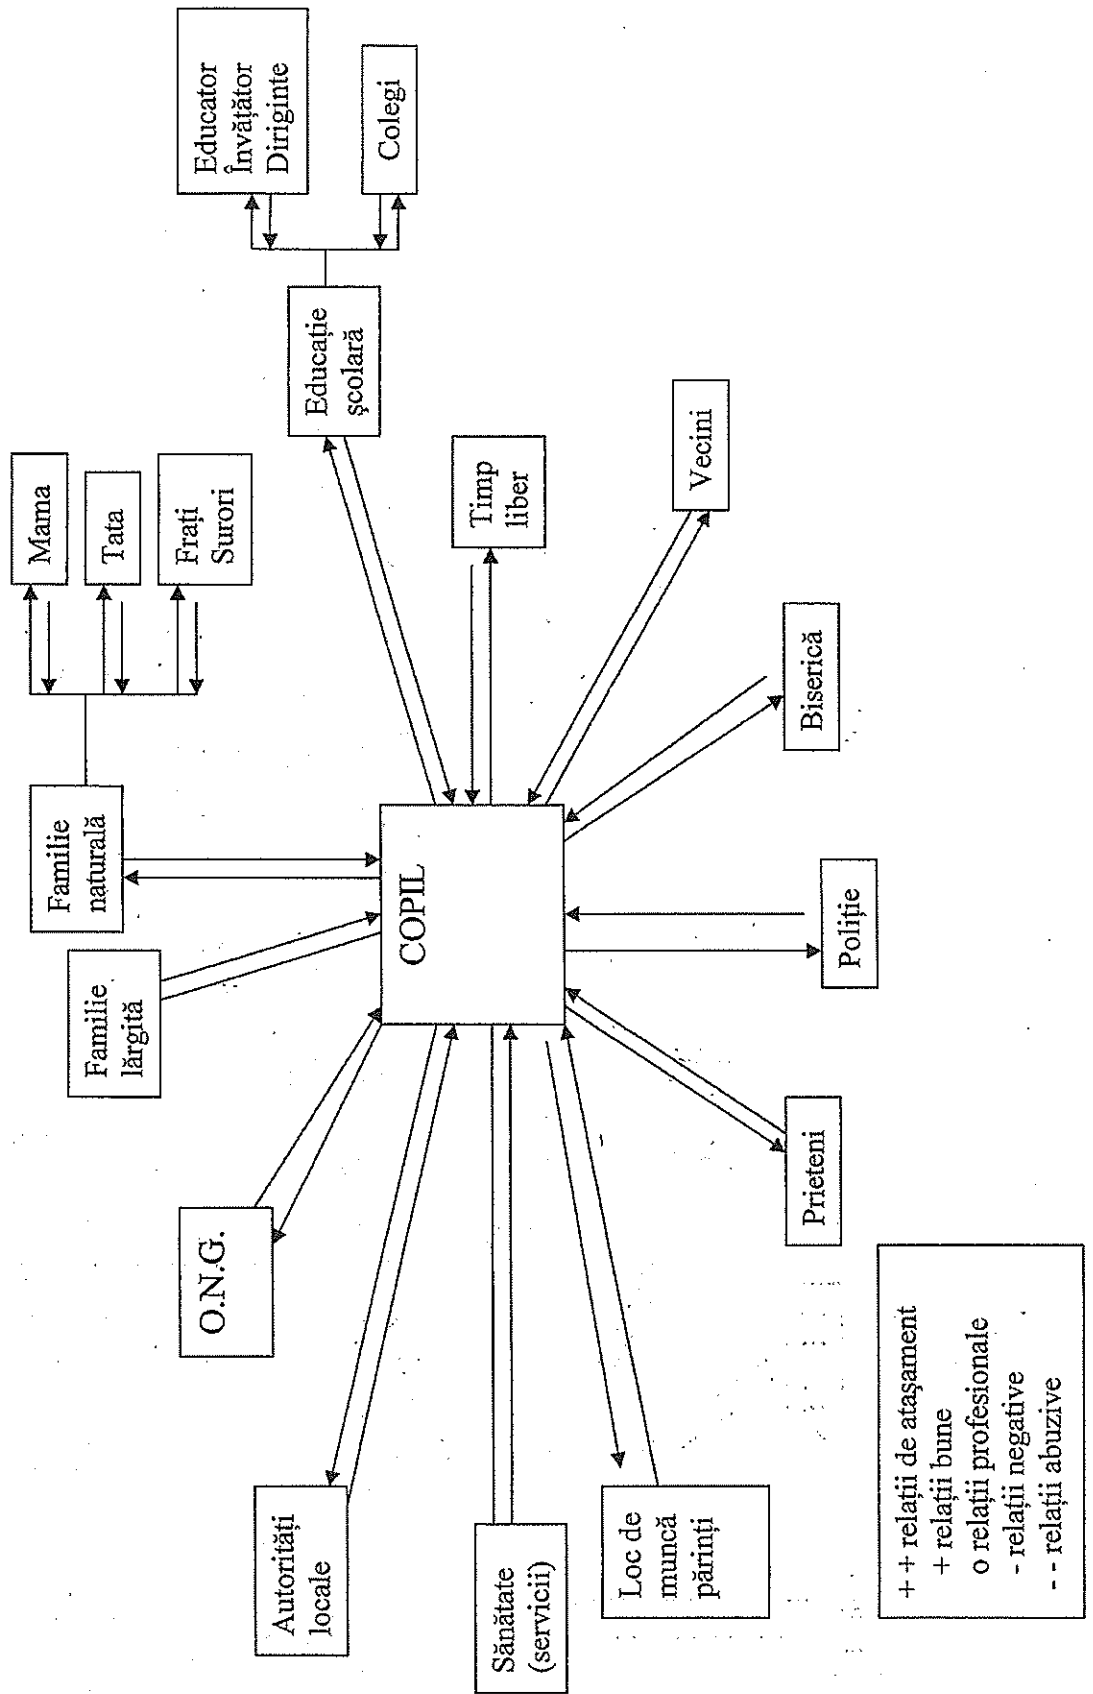 Mama
Tata
Frați
Surori
Educator
Învățător
Diriginte
Colegi
Familie
naturală
Educație
școlară
Familie
lărgită
O.N.G.
COPIL
Timp
liber
Autorități
locale
Vecini
Sănătate
(servicii)
Biserică
Loc de
muncă
părinți
Prieteni
Poliție
+ + relații de atașament
+ relații bune
o relații profesionale
- relații negative
- - relații abuzive